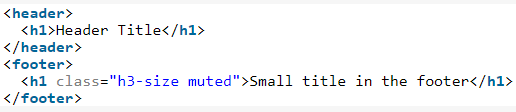 <header>
  <h1>Header Title</h1>
</header>
<footer>
  <h1 class="h3-size muted">Small title in the footer</h1>
</footer>